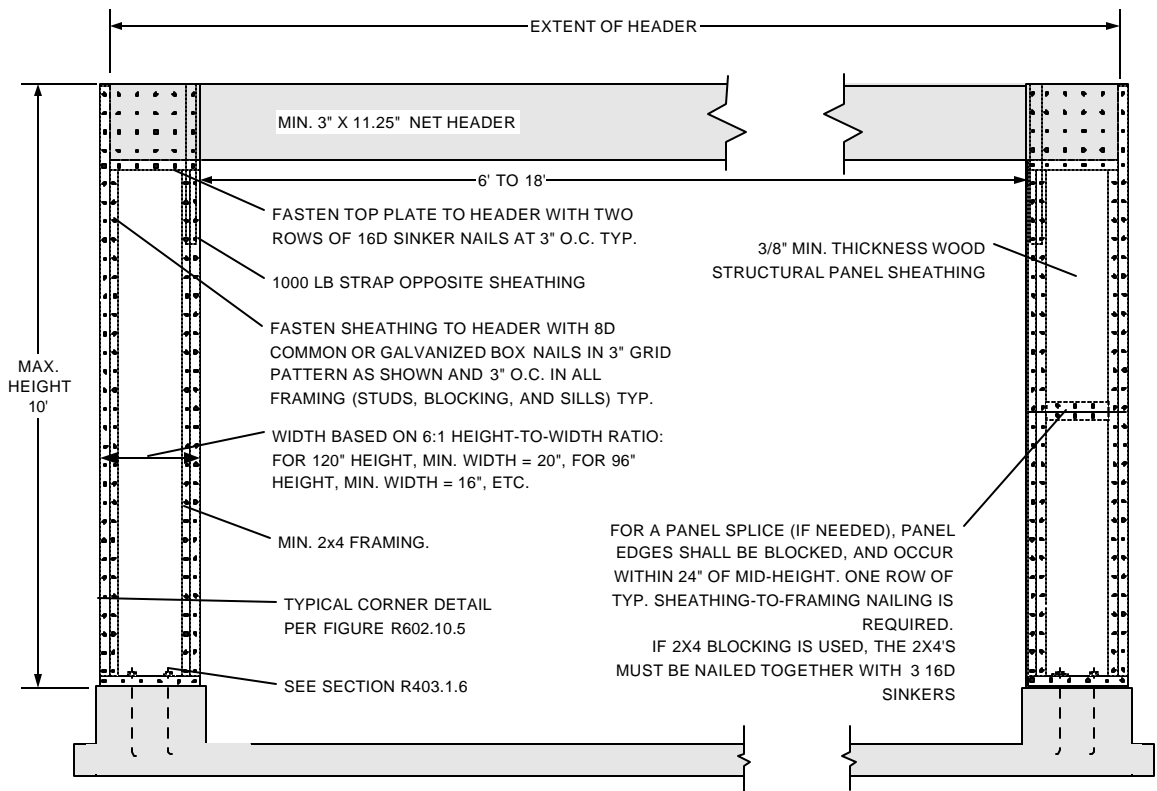 EXTENT OF HEADER
MIN. 3" X 11.25" NET HEADER
6' TO 18'
FASTEN TOP PLATE TO HEADER WITH TWO
ROWS OF 16D SINKER NAILS AT 3" O.C. TYP.
1000 LB STRAP OPPOSITE SHEATHING
FASTEN SHEATHING TO HEADER WITH 8D
COMMON OR GALVANIZED BOX NAILS IN 3" GRID
PATTERN AS SHOWN AND 3" O.C. IN ALL
FRAMING (STUDS, BLOCKING, AND SILLS) TYP.
MAX.
HEIGHT
10'
WIDTH BASED ON 6:1 HEIGHT-TO-WIDTH RATIO:
FOR 120" HEIGHT, MIN. WIDTH = 20", FOR 96"
HEIGHT, MIN. WIDTH = 16", ETC.
MIN. 2x4 FRAMING.
TYPICAL CORNER DETAIL
PER FIGURE R602.10.5
SEE SECTION R403.1.6
3/8" MIN. THICKNESS WOOD
STRUCTURAL PANEL SHEATHING
FOR A PANEL SPLICE (IF NEEDED), PANEL
EDGES SHALL BE BLOCKED, AND OCCUR
WITHIN 24" OF MID-HEIGHT. ONE ROW OF
TYP. SHEATHING-TO-FRAMING NAILING IS
REQUIRED.
IF 2X4 BLOCKING IS USED, THE 2X4'S
MUST BE NAILED TOGETHER WITH 3 16D
SINKERS